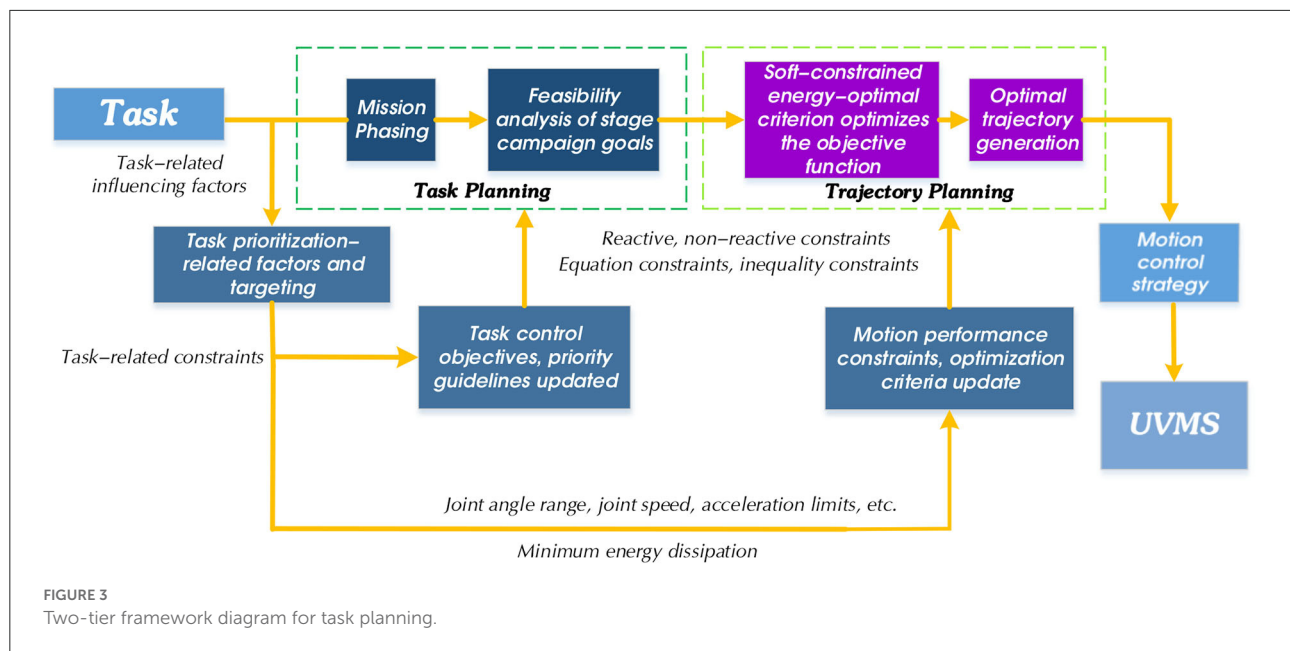 Task
Mission
Phasing
Feasibility
analysis of stage
campaign goals
Task Planning
Soft–constrained
energy–optimal
criterion optimizes
the objective
function
Optimal
trajectory
generation
Trajectory Planning
Task–related
influencing factors
Task prioritization–
related factors and
targeting
Reactive, non–reactive constraints
Equation constraints, inequality constraints
Motion
control
strategy
Task–related constraints
Task control
objectives, priority
guidelines updated
Motion performance
constraints, optimization
criteria update
UVMS
Joint angle range, joint speed, acceleration limits, etc.
Minimum energy dissipation
FIGURE 3
Two-tier framework diagram for task planning.